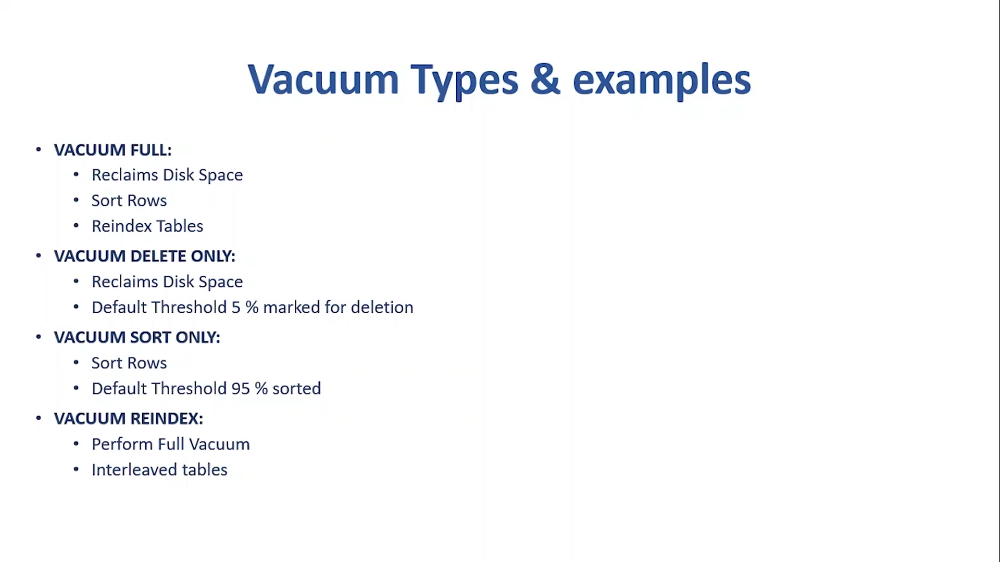 Vacuum Types & examples
• VACUUM FULL:
• Reclaims Disk Space
• Sort Rows
• Reindex Tables
• VACUUM DELETE ONLY:
• Reclaims Disk Space
• Default Threshold 5 % marked for deletion
• VACUUM SORT ONLY:
• Sort Rows
• Default Threshold 95 % sorted
• VACUUM REINDEX:
• Perform Full Vacuum
• Interleaved tables